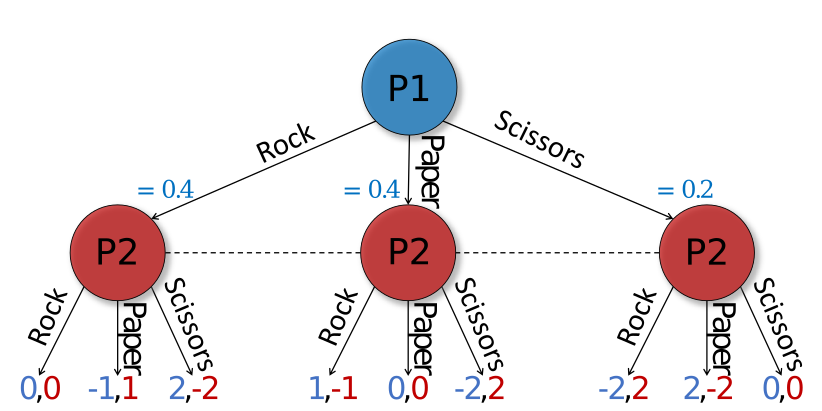 P1
Rock
Paper
Scissors
= 0.4
= 0.4
= 0.2
P2
P2
P2
Rock
Paper
Scissors
Rock
Paper
Scissors
Rock
Paper
Scissors
0,0 -1,1 2,-2 1,-1 0,0 -2,2 -2,2 2,-2 0,0